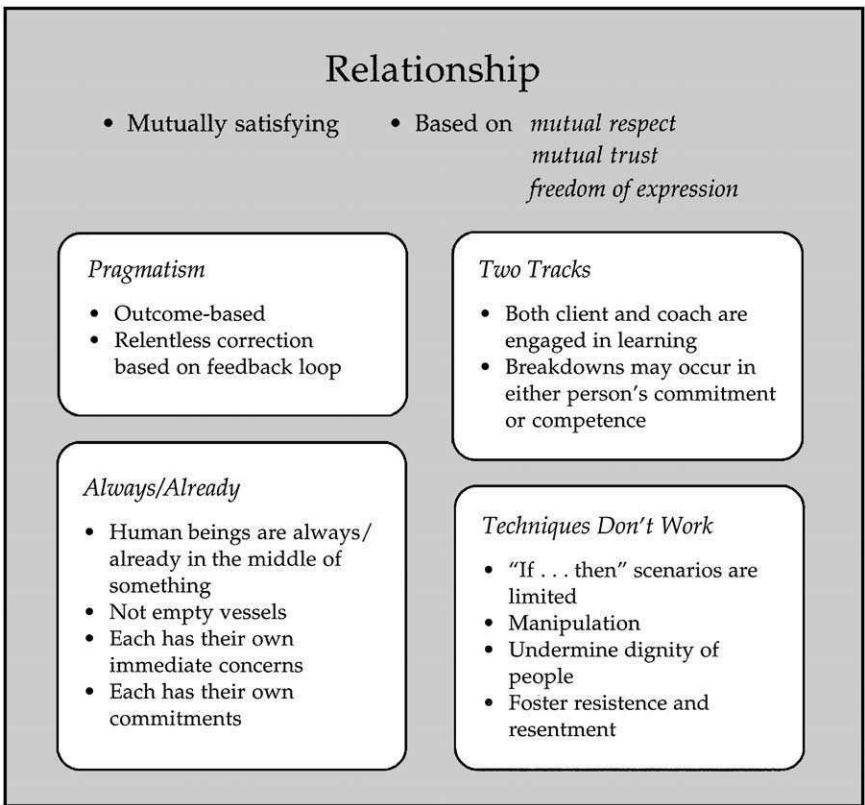 Relationship
• Mutually satisfying • Based on mutual respect
mutual trust
freedom of expression
Pragmatism
• Outcome-based
• Relentless correction
based on feedback loop
Two Tracks
• Both client and coach are
engaged in learning
• Breakdowns may occur in
either person's commitment
or competence
Always/Already
• Human beings are always/
already in the middle of
something
• Not empty vessels
• Each has their own
immediate concerns
• Each has their own
commitments
Techniques Don't Work
• “If . . . then” scenarios are
limited
• Manipulation
• Undermine dignity of
people
• Foster resistence and
resentment